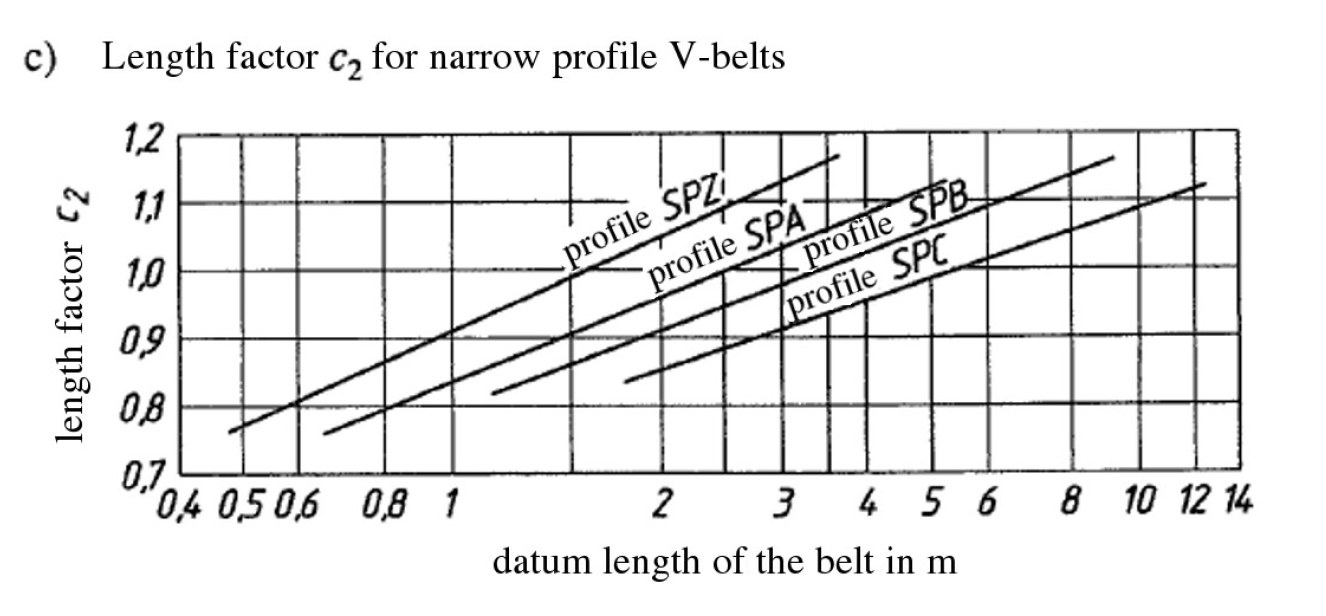 c) Length factor c₂ for narrow profile V-belts
length factor c₂
1,2
1,1
1,0
0,9
0,8
0,7
profile SPZ
profile SPA
profile SPB
profile SPC
0,4 0,5 0,6 0,8 1 2 3 4 5 6 8 10 12 14
datum length of the belt in m